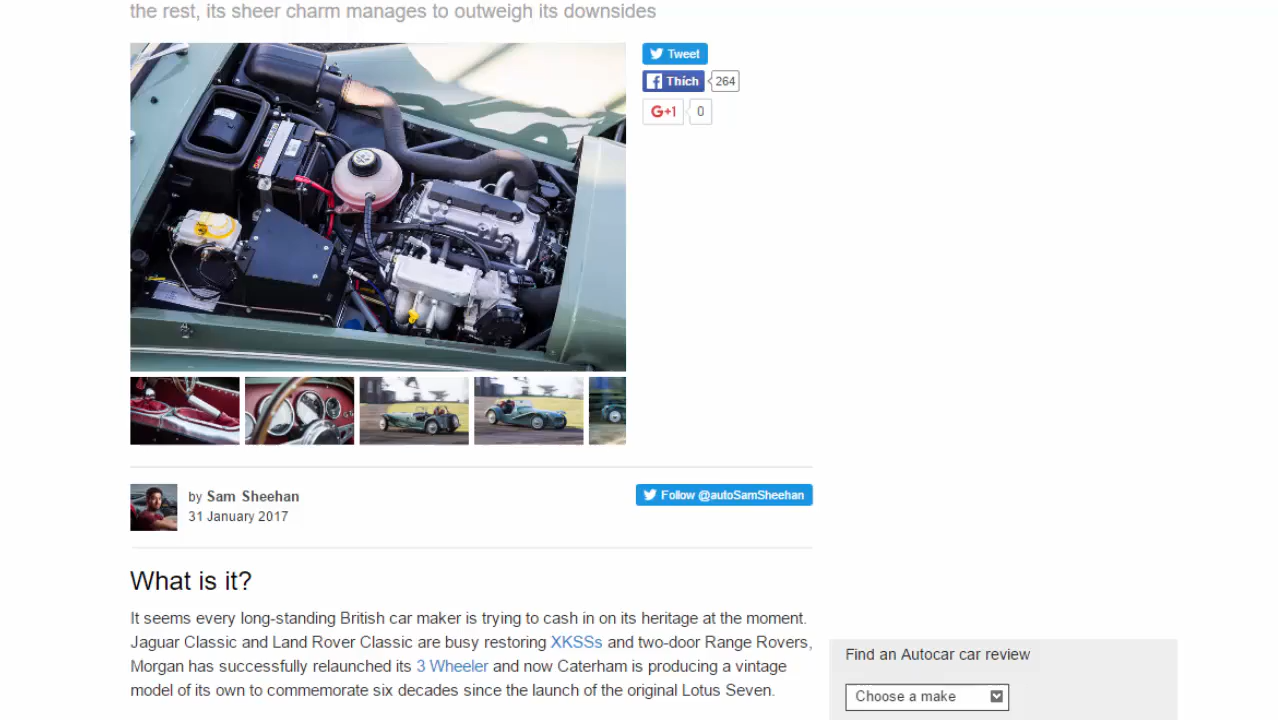 the rest, its sheer charm manages to outweigh its downsides
Tweet
Thích 264
G+1 0
by Sam Sheehan
31 January 2017
Follow @autoSamSheehan
What is it?
It seems every long-standing British car maker is trying to cash in on its heritage at the moment.
Jaguar Classic and Land Rover Classic are busy restoring XKSSs and two-door Range Rovers,
Morgan has successfully relaunched its 3 Wheeler and now Caterham is producing a vintage
model of its own to commemorate six decades since the launch of the original Lotus Seven.
Find an Autocar car review
Choose a make